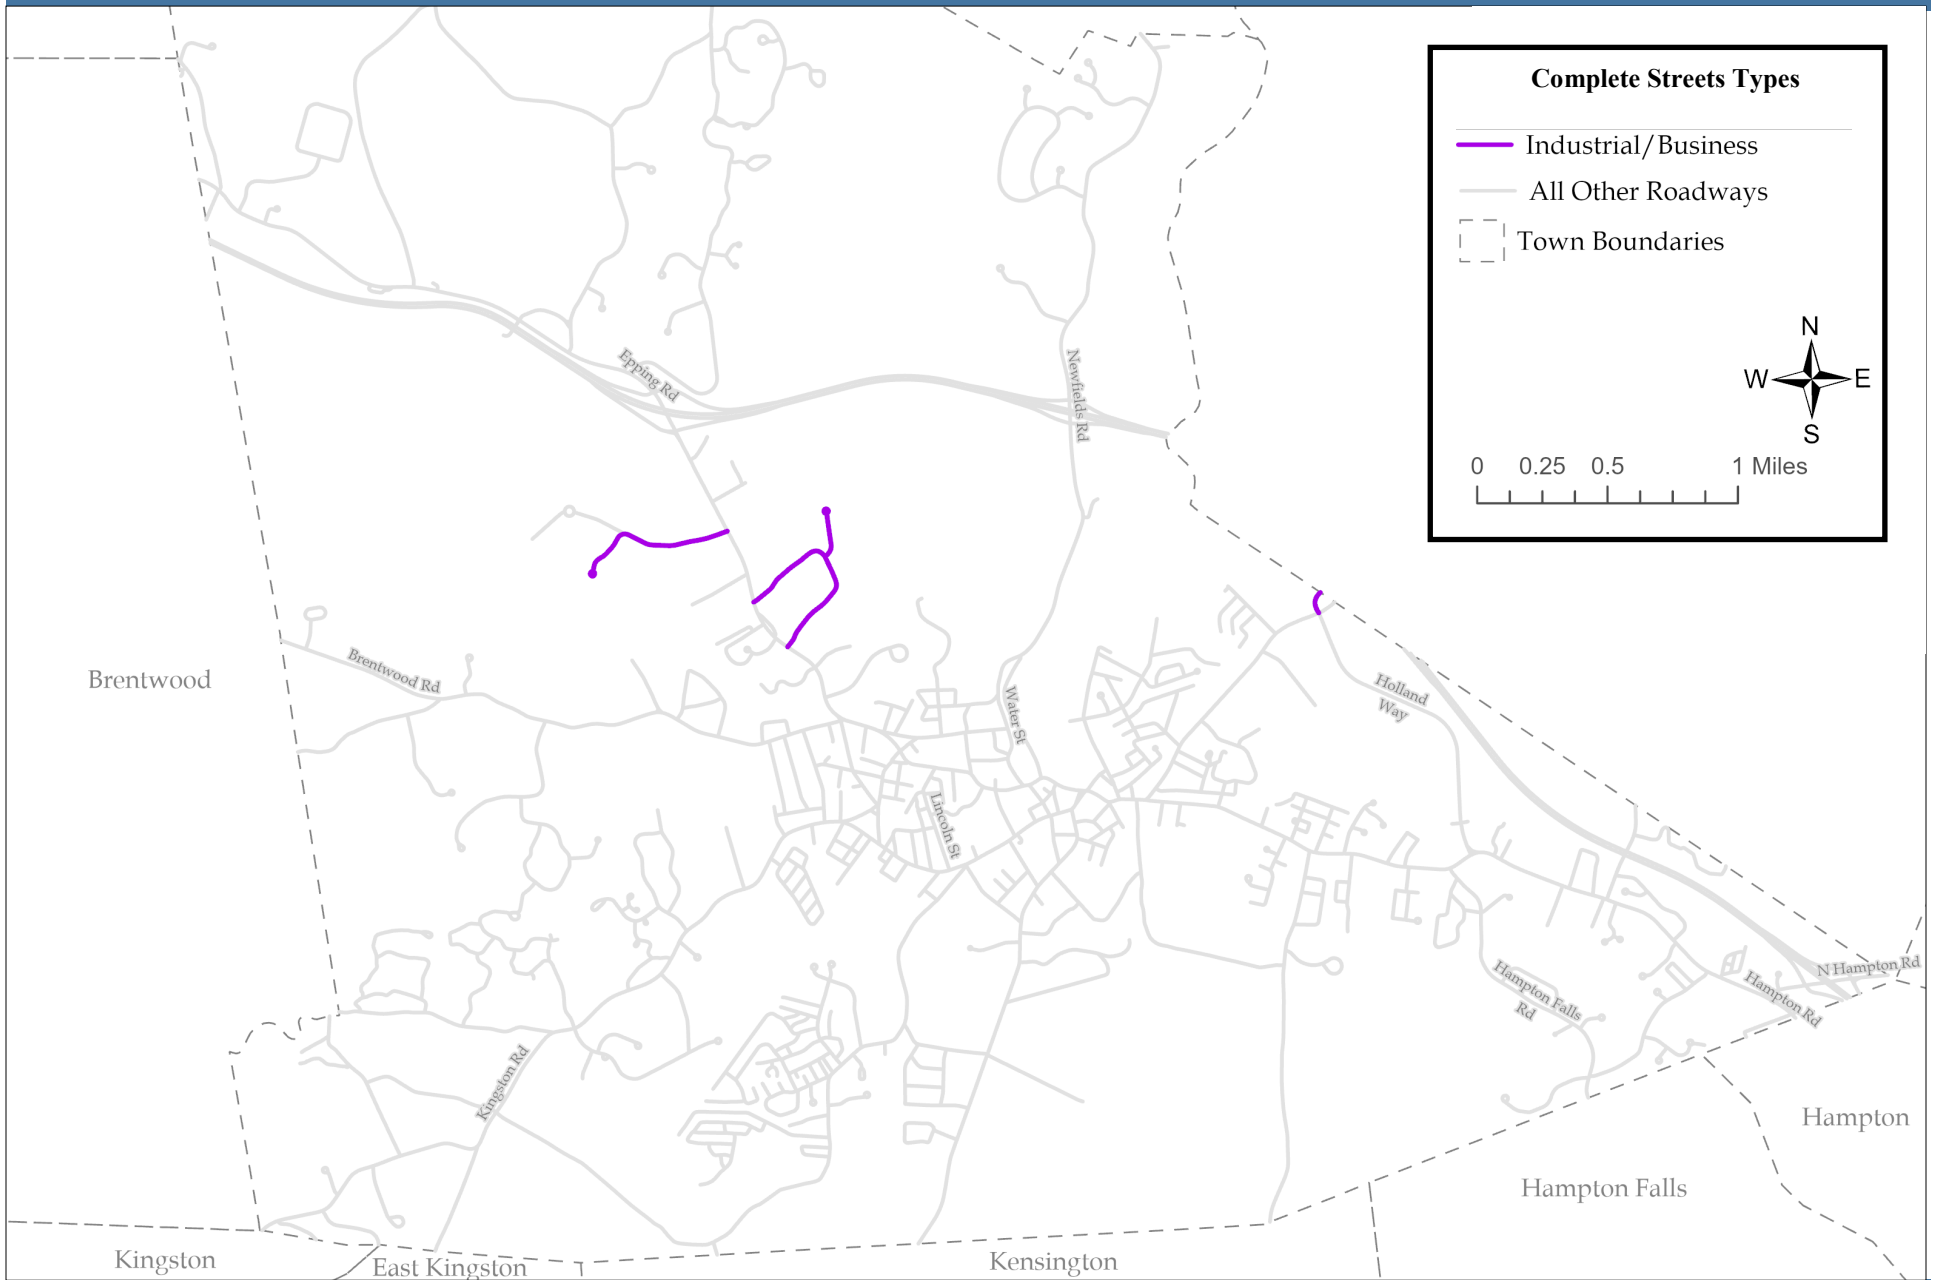 Complete Streets Types
Industrial/Business
All Other Roadways
Town Boundaries
N
W E
S
0 0.25 0.5 1 Miles
Epping Rd
Newfields Rd
Brentwood
Brentwood Rd
Water St
Holland
Way
Lincoln St
N Hampton Rd
Hampton Rd
Hampton Falls
Rd
Kingston Rd
Hampton
Hampton Falls
Kingston
East Kingston
Kensington